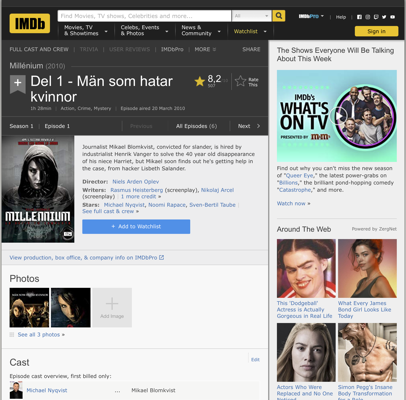 IMDb
Find Movies, TV shows, Celebrities and more...
All
IMDbPro
Help
Movies, TV
& Showtimes
Celebs, Events
& Photos
News &
Community
Watchlist
Sign in
FULL CAST AND CREW | TRIVIA | USER REVIEWS | IMDbPro | MORE
SHARE
Millénium (2010)
Del 1 - Män som hatar
kvinnor
8,2
Rate
This
1h 28min | Action, Crime, Mystery | Episode aired 20 March 2010
Season 1 | Episode 1
Previous
All Episodes (6)
Next
MILLENNIUM
Journalist Mikael Blomkvist, convicted for slander, is hired by
industrialist Henrik Vanger to solve the 40 year old disappearance
of his niece Harriet, but Mikael soon finds out he's getting help in
the case, from hacker Lisbeth Salander.
Director: Niels Arden Oplev
Writers: Rasmus Heisterberg (screenplay), Nikolaj Arcel
(screenplay) | 1 more credit »
Stars: Michael Nyqvist, Noomi Rapace, Sven-Bertil Taube |
See full cast & crew »
+ Add to Watchlist
View production, box office, & company info on IMDbPro
Photos
Add Image
See all 3 photos »
Cast
Edit
Episode cast overview, first billed only:
Michael Nyqvist ... Mikael Blomkvist
The Shows Everyone Will Be Talking
About This Week
IMDb's
WHAT'S
ON TV
PRESENTED BY
Find out why you can't miss the new season
of "Queer Eye," the latest power-grabs on
"Billions," the brilliant pond-hopping comedy
"Catastrophe," and more.
Watch now »
Around The Web
Powered by ZergNet
This 'Dodgeball'
Actress is Actually
Gorgeous in Real Life
What Every James
Bond Girl Looks Like
Today
Actors Who Were
Replaced and No One
Simon Pegg's Insane
Body Transformation